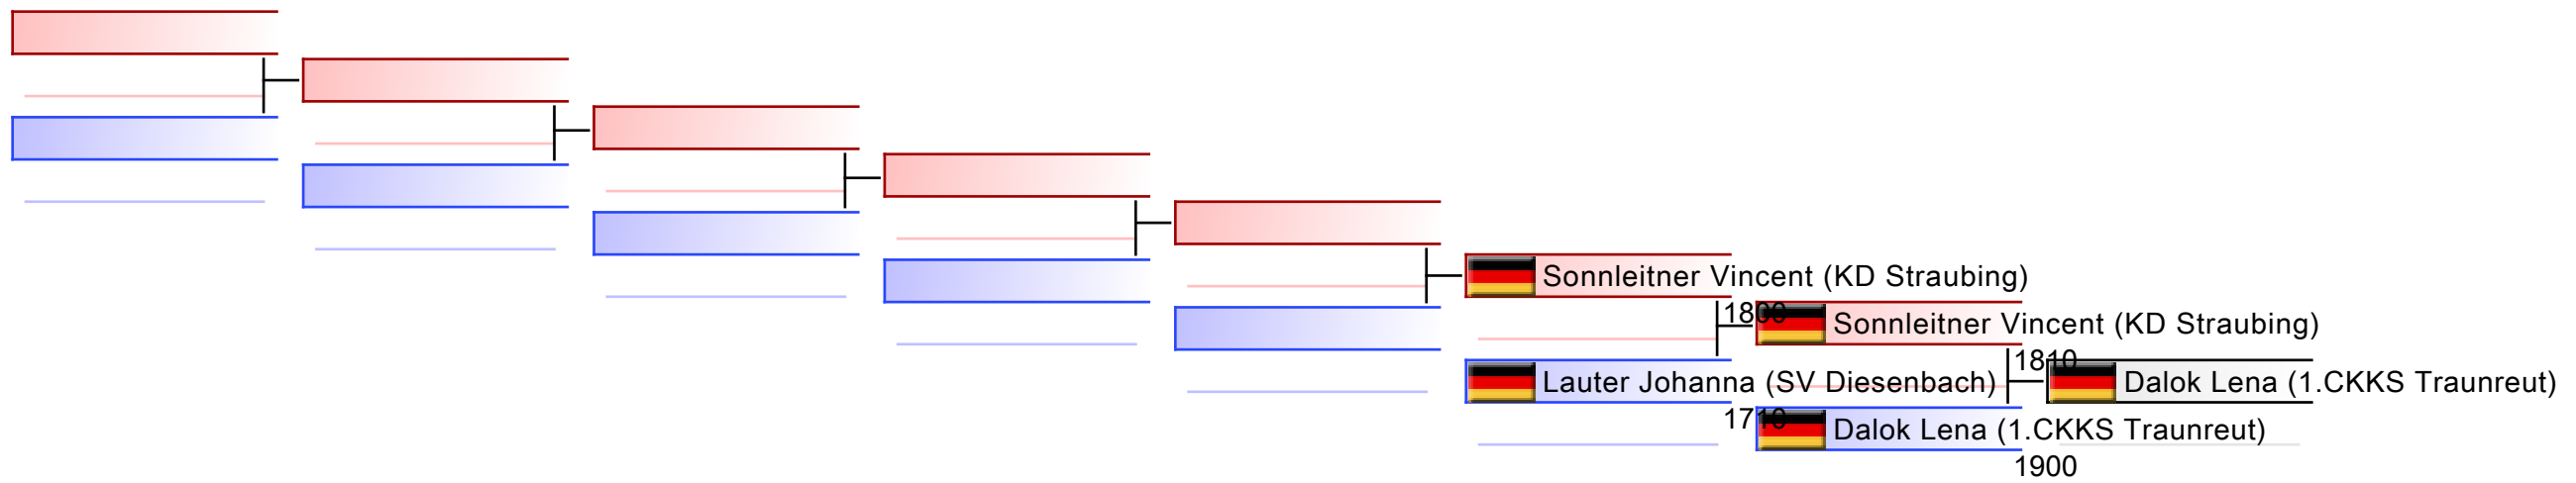 Sonnleitner Vincent (KD Straubing)
1800
Sonnleitner Vincent (KD Straubing)
1810
Lauter Johanna (SV Diesenbach)
Dalok Lena (1.CKKS Traunreut)
1710
Dalok Lena (1.CKKS Traunreut)
1900